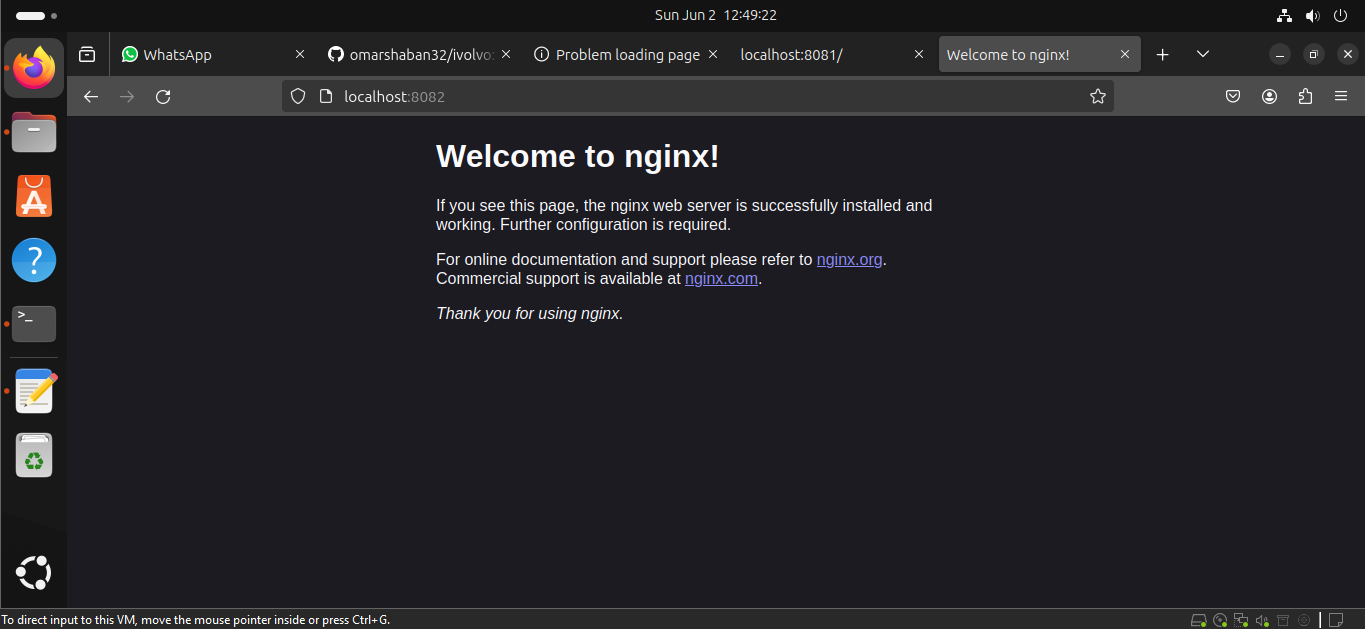 Sun Jun 2 12:49:22
WhatsApp
omarshaban32/ivolvo
Problem loading page
localhost:8081/
Welcome to nginx!
localhost:8082
Welcome to nginx!
If you see this page, the nginx web server is successfully installed and
working. Further configuration is required.
For online documentation and support please refer to nginx.org.
Commercial support is available at nginx.com.
Thank you for using nginx.
To direct input to this VM, move the mouse pointer inside or press Ctrl+G.